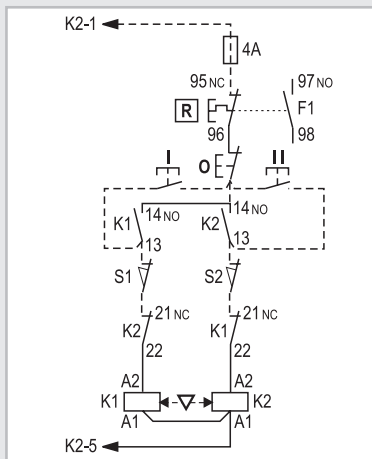 K2-1
4A
95 NC 97 NO
R F1
96 98
I O II
14 NO 14 NO
K1 K2
13 13
S1 S2
21 NC 21 NC
K2 K1
22 22
A2 A2
K1 K2
A1 A1
K2-5